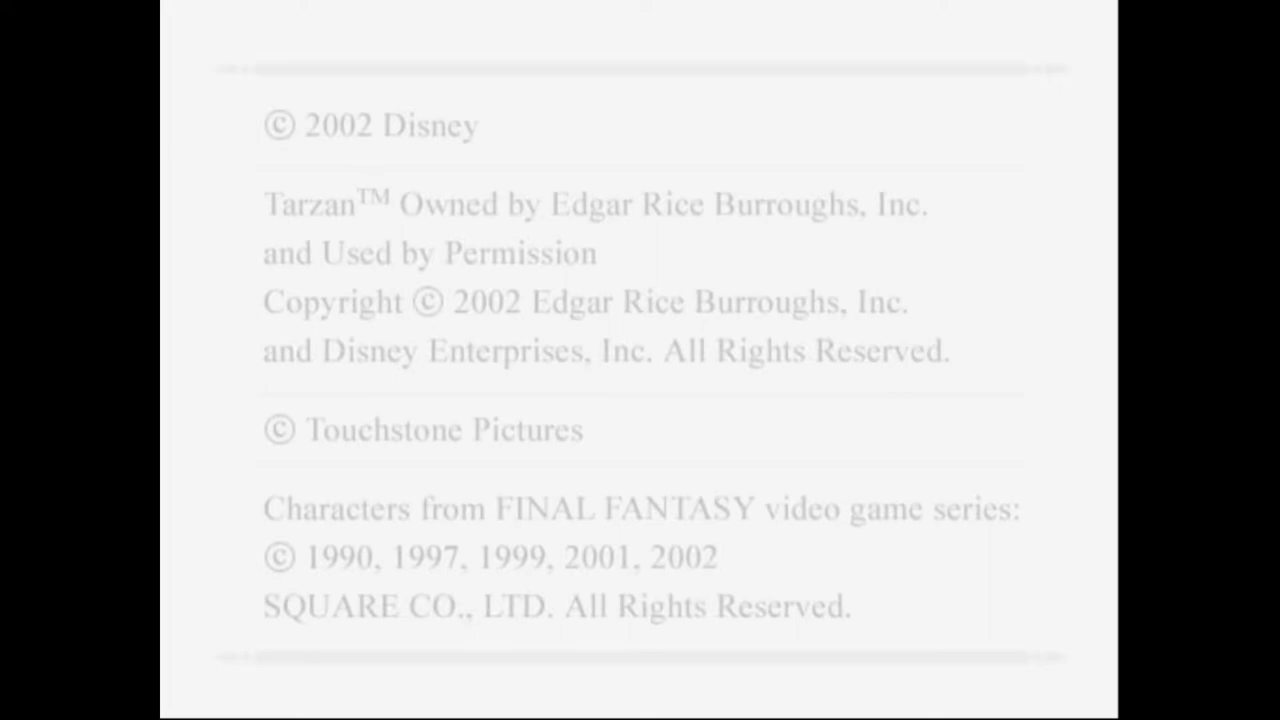 © 2002 Disney
Tarzan™ Owned by Edgar Rice Burroughs, Inc.
and Used by Permission
Copyright © 2002 Edgar Rice Burroughs, Inc.
and Disney Enterprises, Inc. All Rights Reserved.
© Touchstone Pictures
Characters from FINAL FANTASY video game series:
© 1990, 1997, 1999, 2001, 2002
SQUARE CO., LTD. All Rights Reserved.